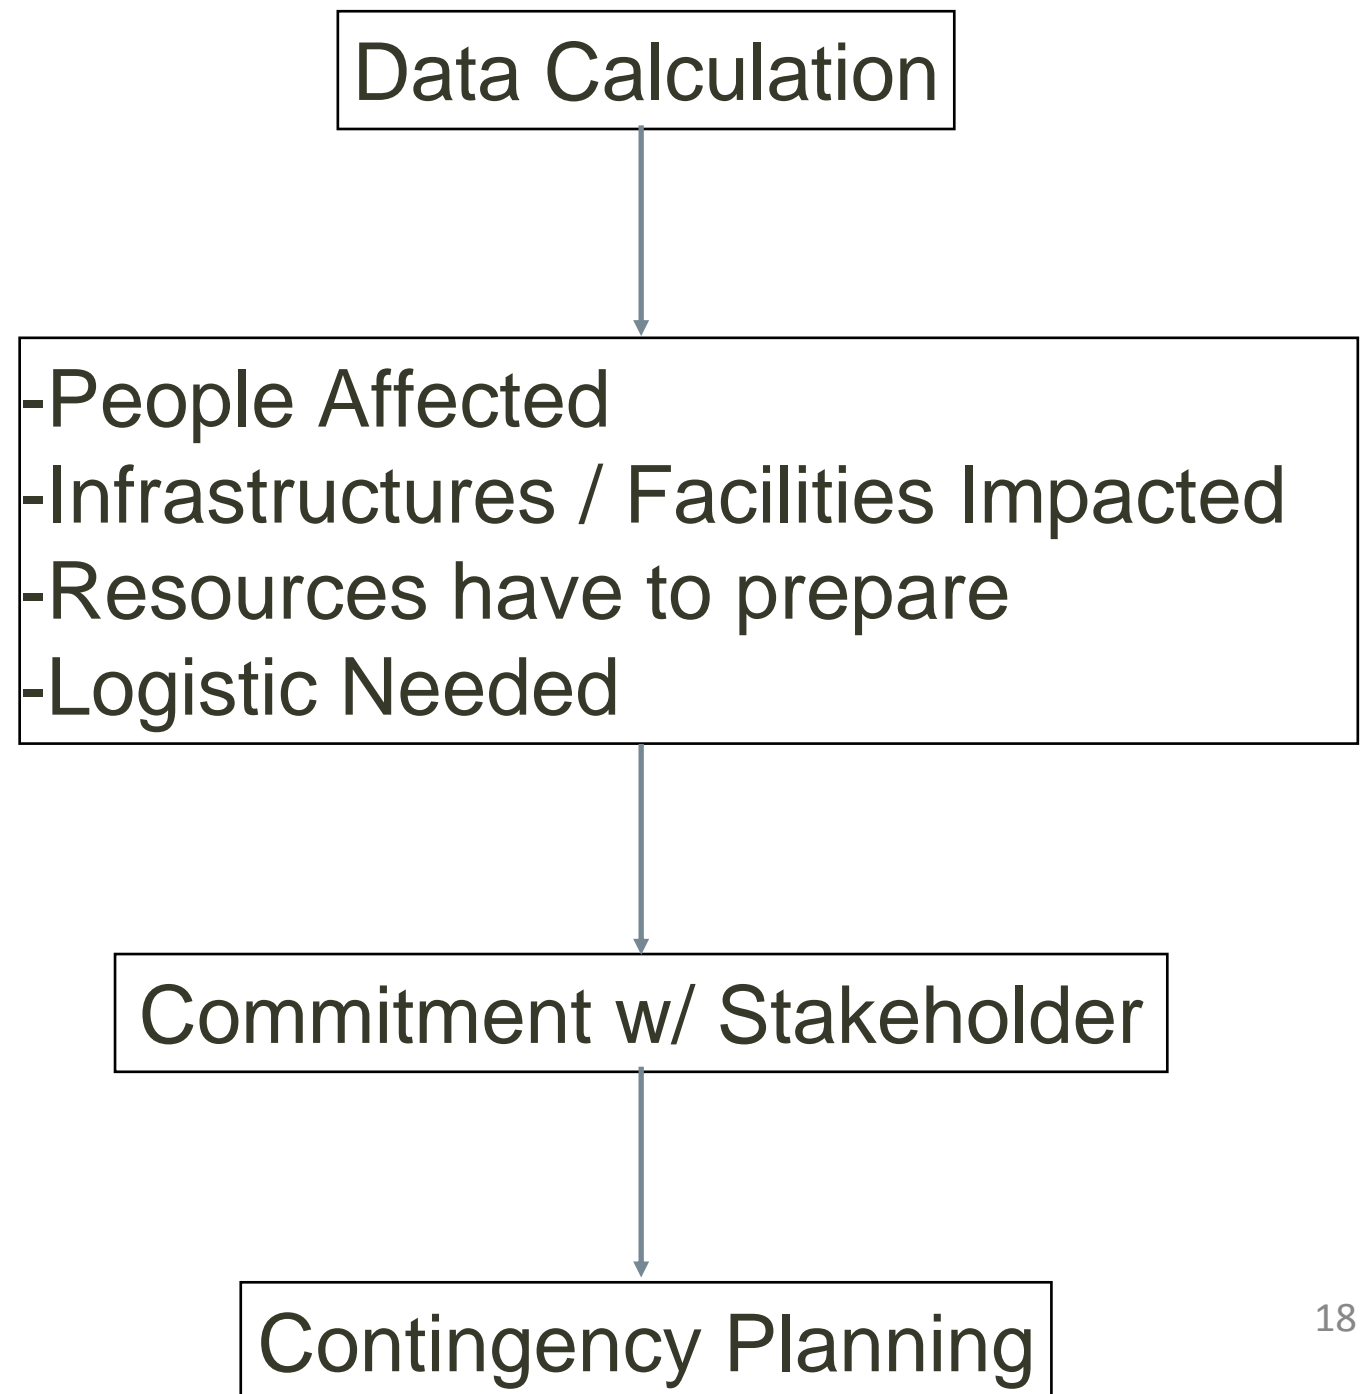 Data Calculation
-People Affected
-Infrastructures / Facilities Impacted
-Resources have to prepare
-Logistic Needed
Commitment w/ Stakeholder
Contingency Planning
18